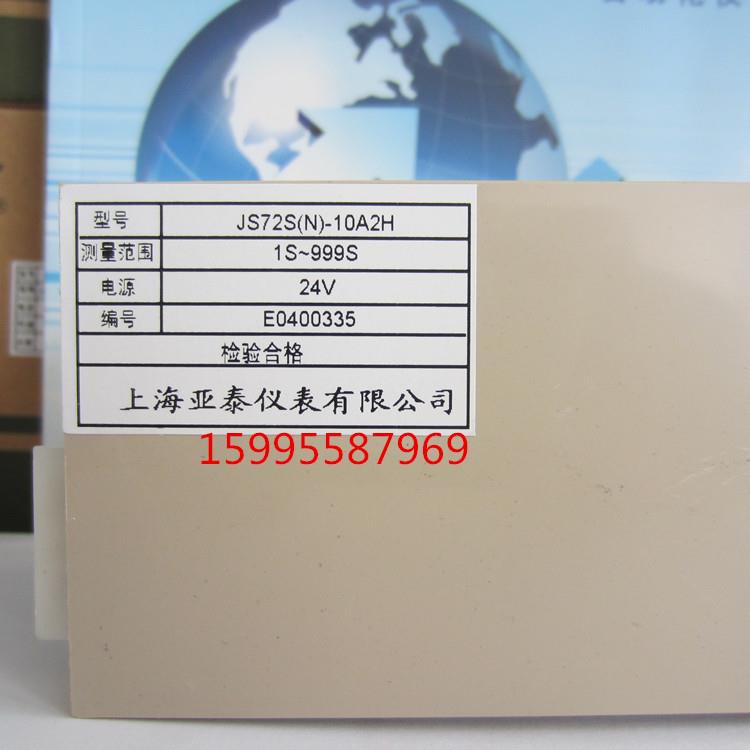 型号 JS72S(N)-10A2H
测量范围 1S~999S
电源 24V
编号 E0400335
检验合格
上海亚泰仪表有限公司
15995587969